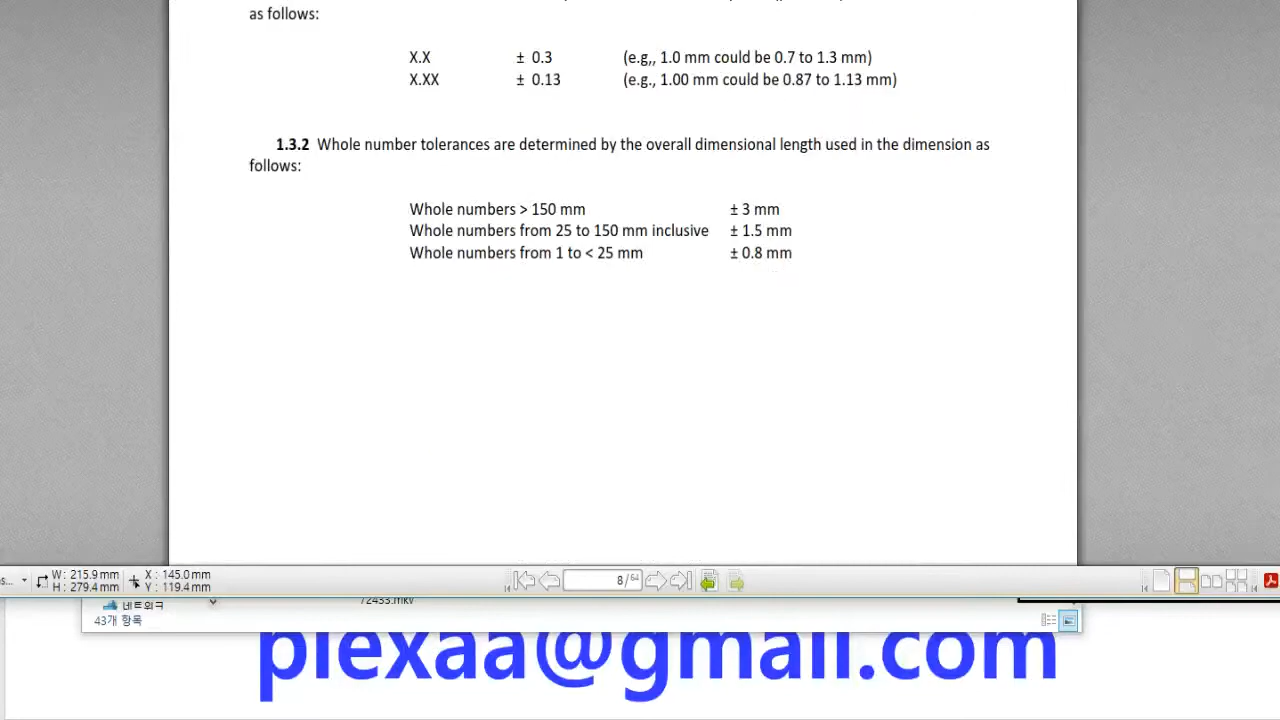 as follows:
X.X ± 0.3 (e.g,, 1.0 mm could be 0.7 to 1.3 mm)
X.XX ± 0.13 (e.g., 1.00 mm could be 0.87 to 1.13 mm)
1.3.2 Whole number tolerances are determined by the overall dimensional length used in the dimension as
follows:
Whole numbers > 150 mm ± 3 mm
Whole numbers from 25 to 150 mm inclusive ± 1.5 mm
Whole numbers from 1 to < 25 mm ± 0.8 mm
W: 215.9 mm X : 145.0 mm
H: 279.4 mm Y : 119.4 mm
8 / 64
네트워크 72433.mkv
43개 항목
plexaa@gmail.com